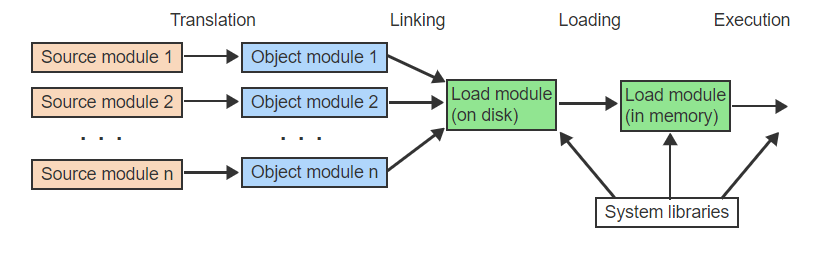 Translation Linking Loading Execution
Source module 1 Object module 1
Source module 2 Object module 2
Load module
(on disk)
Load module
(in memory)
. . . . . .
Source module n Object module n
System libraries